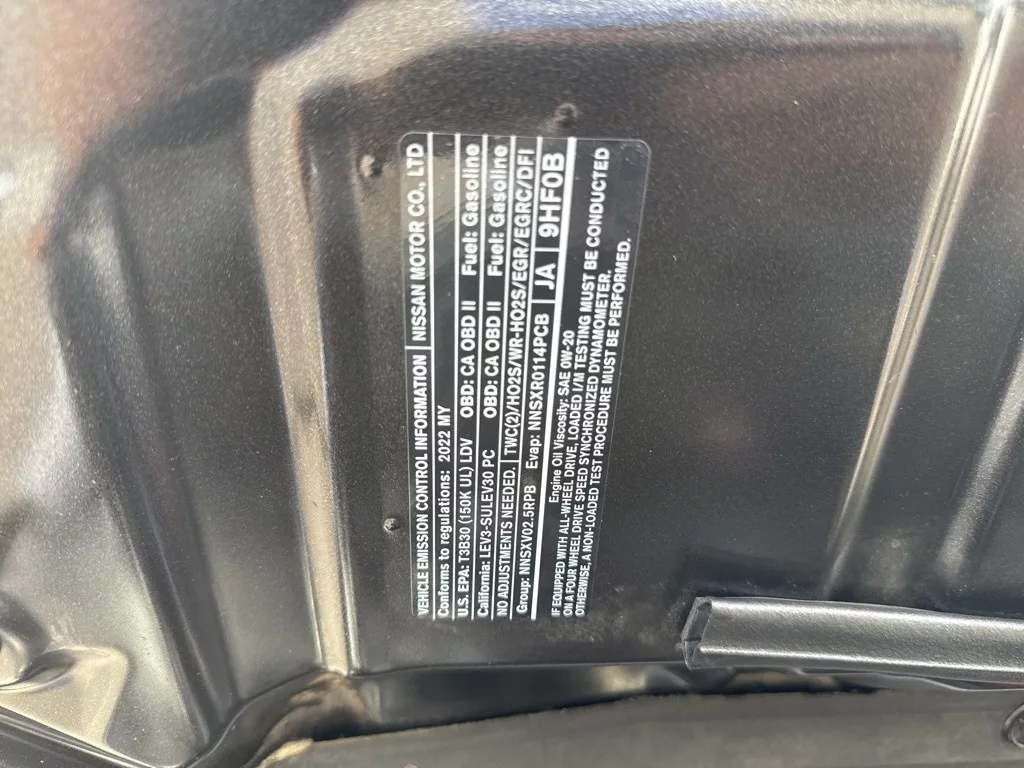 VEHICLE EMISSION CONTROL INFORMATION NISSAN MOTOR CO., LTD
Conforms to regulations: 2022 MY
U.S. EPA: T3B30 (150K UL) LDV OBD: CA OBD II Fuel: Gasoline
California: LEV3-SULEV30 PC OBD: CA OBD II Fuel: Gasoline
NO ADJUSTMENTS NEEDED. TWC(2)/HO2S/WR-HO2S/EGR/EGRC/DFI
Group: NNSXV02.5RPB Evap: NNSXR0114PCB JA 9HF0B
Engine Oil Viscosity: SAE 0W-20
IF EQUIPPED WITH ALL-WHEEL DRIVE, LOADED I/M TESTING MUST BE CONDUCTED
ON A FOUR WHEEL DRIVE SPEED SYNCHRONIZED DYNAMOMETER.
OTHERWISE, A NON-LOADED TEST PROCEDURE MUST BE PERFORMED.